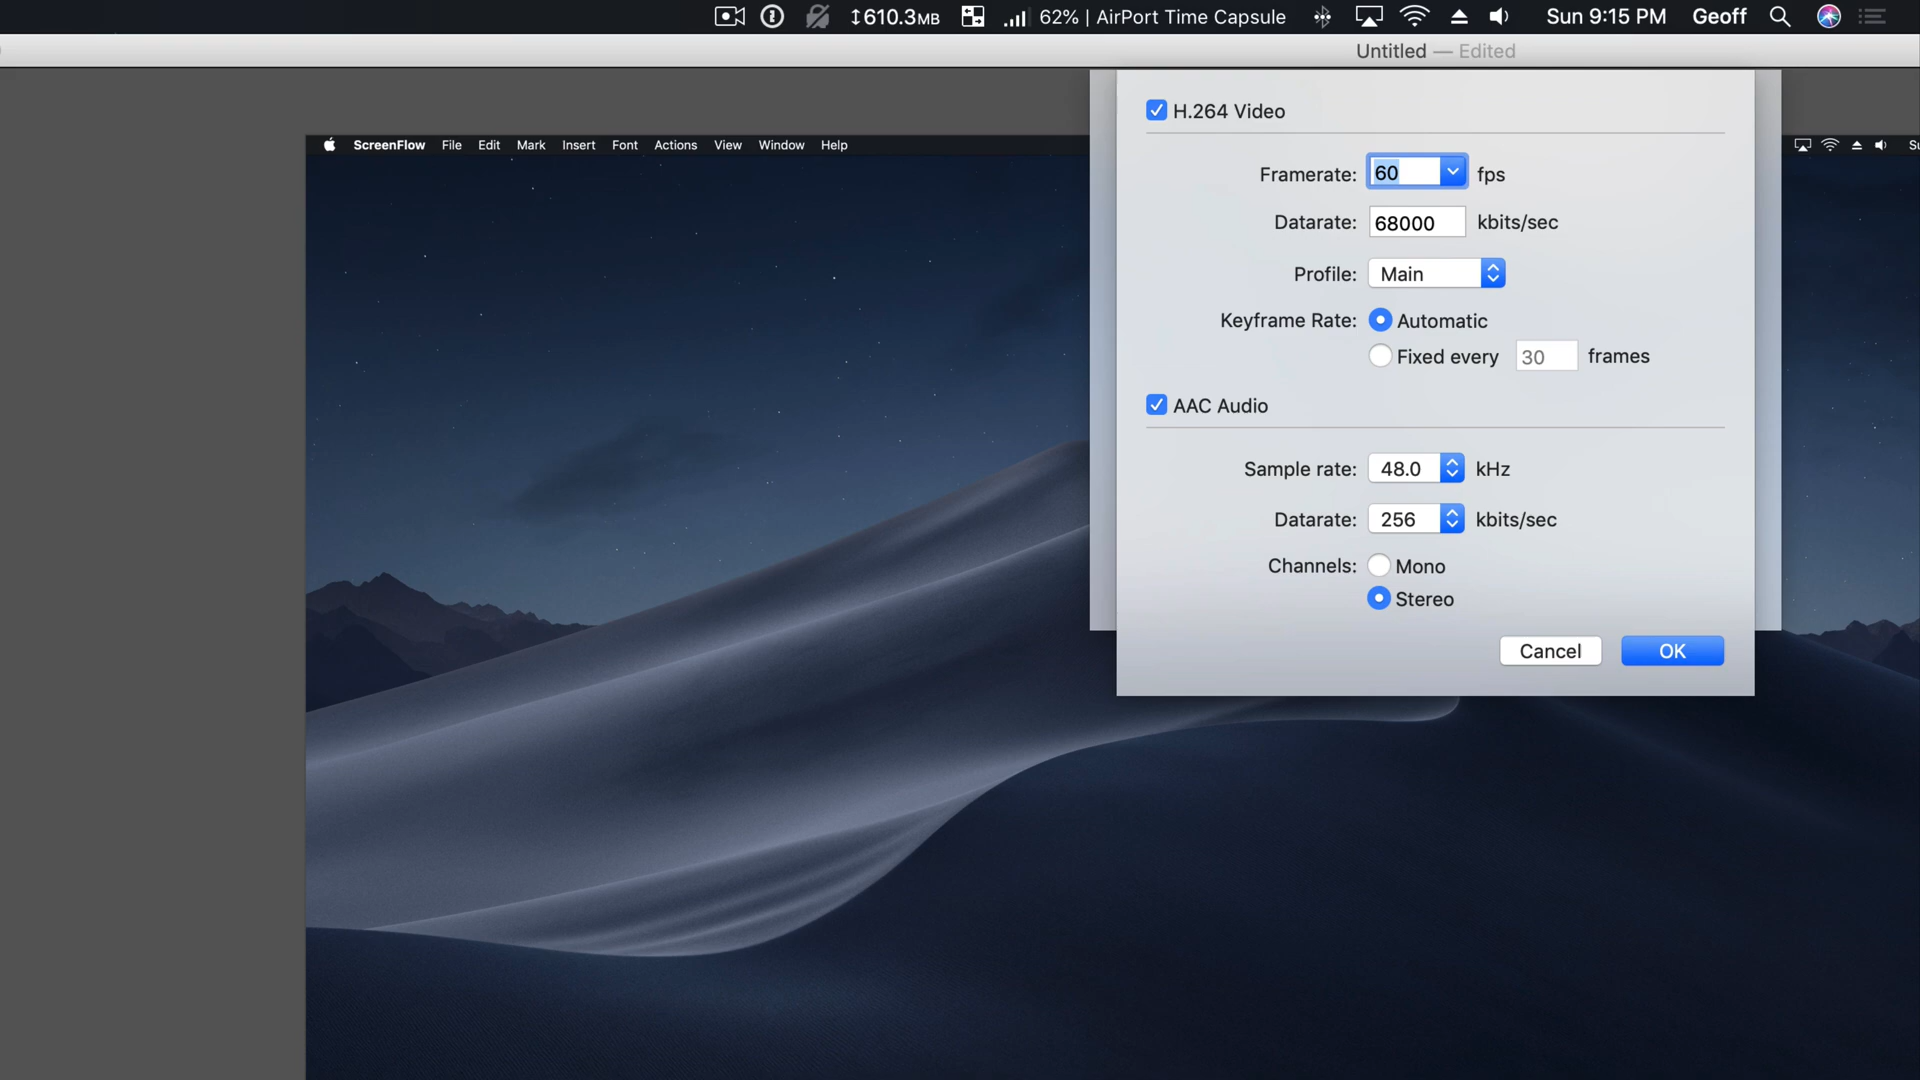 ↕610.3MB 62% | AirPort Time Capsule Sun 9:15 PM Geoff
Untitled — Edited
ScreenFlow File Edit Mark Insert Font Actions View Window Help
H.264 Video
Framerate: 60 fps
Datarate: 68000 kbits/sec
Profile: Main
Keyframe Rate: Automatic
Fixed every 30 frames
AAC Audio
Sample rate: 48.0 kHz
Datarate: 256 kbits/sec
Channels: Mono
Stereo
Cancel OK